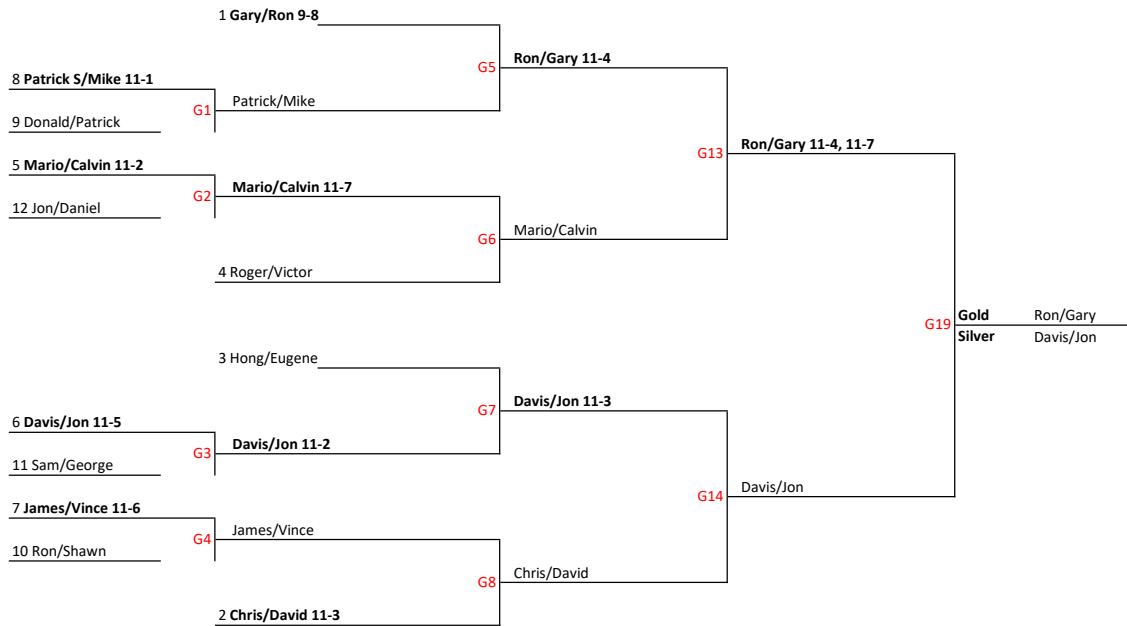 1 Gary/Ron 9-8
Ron/Gary 11-4
G5
8 Patrick S/Mike 11-1
Patrick/Mike
G1
9 Donald/Patrick
Ron/Gary 11-4, 11-7
G13
5 Mario/Calvin 11-2
Mario/Calvin 11-7
G2
12 Jon/Daniel
Mario/Calvin
G6
4 Roger/Victor
Gold Ron/Gary
G19
Silver Davis/Jon
3 Hong/Eugene
Davis/Jon 11-3
G7
6 Davis/Jon 11-5
Davis/Jon 11-2
G3
11 Sam/George
Davis/Jon
G14
7 James/Vince 11-6
James/Vince
G4
10 Ron/Shawn
Chris/David
G8
2 Chris/David 11-3